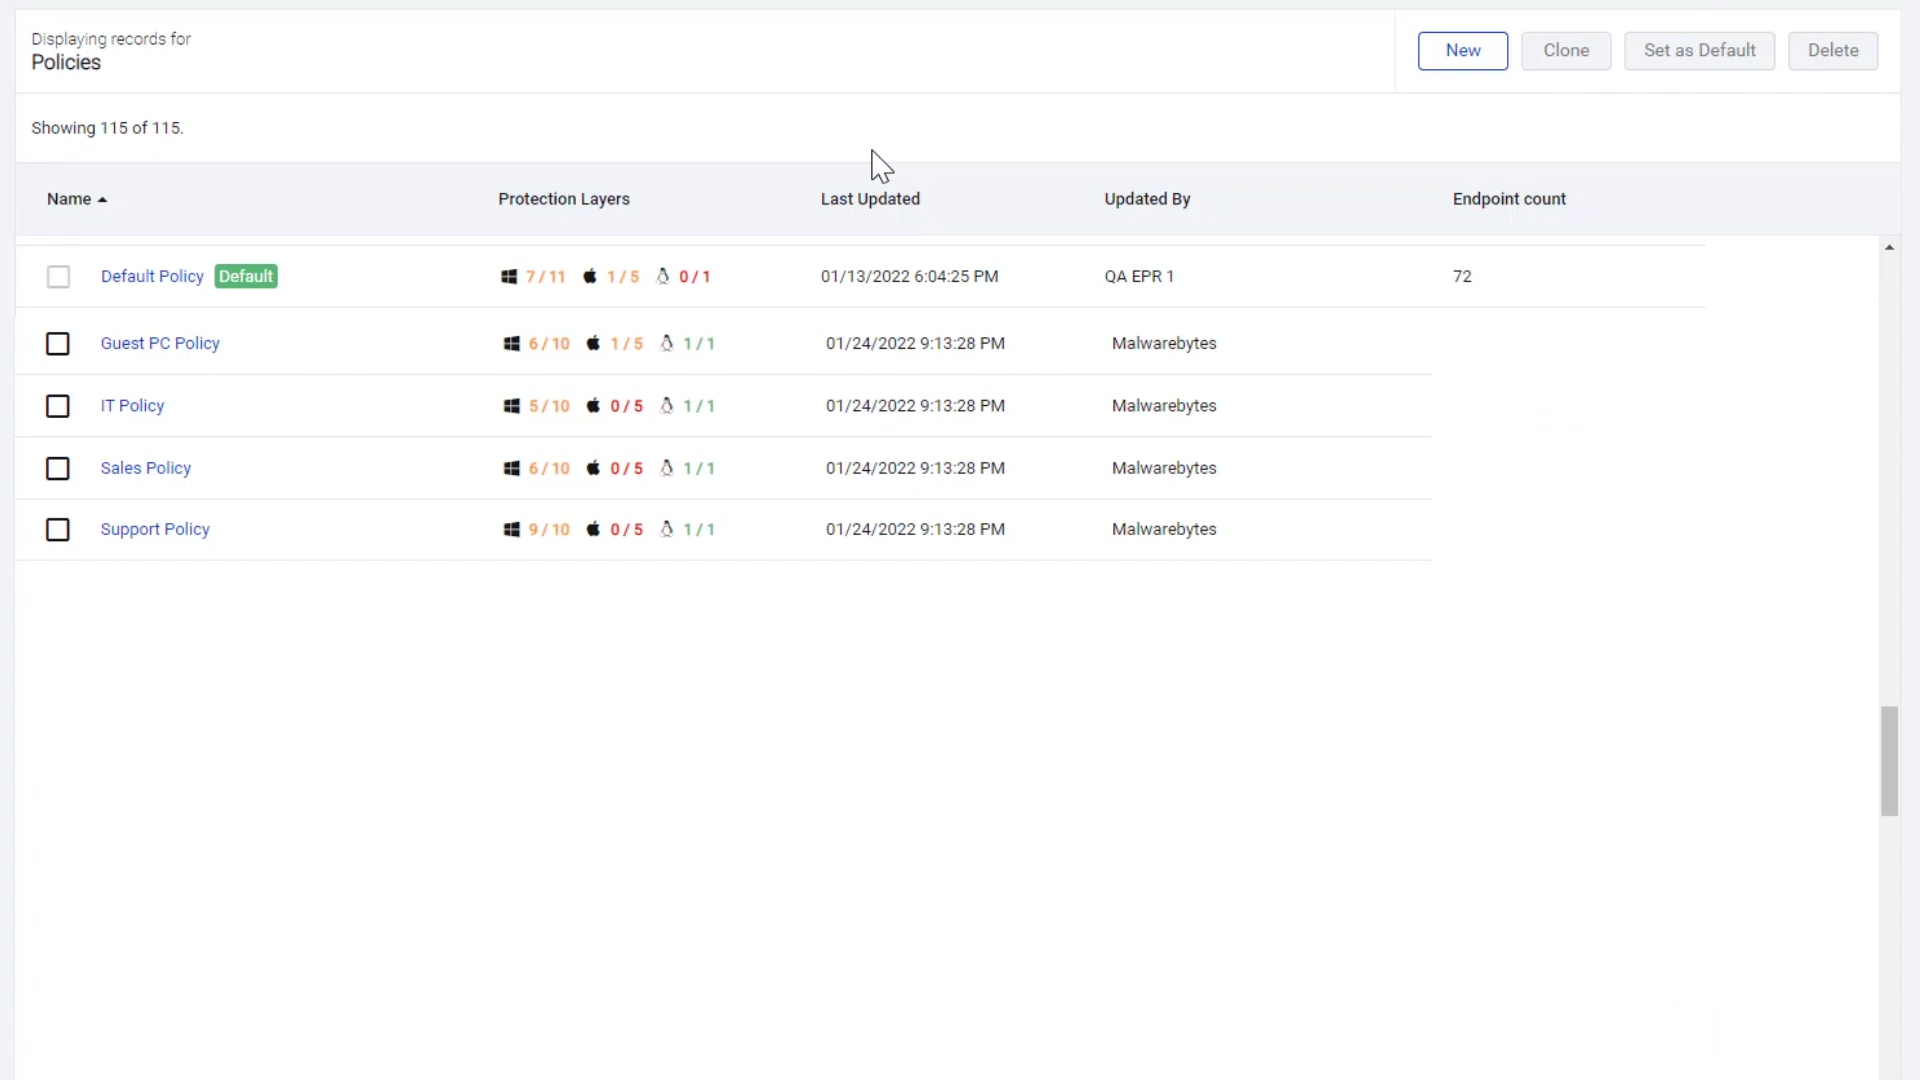 Displaying records for
Policies
New Clone Set as Default Delete
Showing 115 of 115.
Name Protection Layers Last Updated Updated By Endpoint count
Default Policy Default 7/11 1/5 0/1 01/13/2022 6:04:25 PM QA EPR 1 72
Guest PC Policy 6/10 1/5 1/1 01/24/2022 9:13:28 PM Malwarebytes
IT Policy 5/10 0/5 1/1 01/24/2022 9:13:28 PM Malwarebytes
Sales Policy 6/10 0/5 1/1 01/24/2022 9:13:28 PM Malwarebytes
Support Policy 9/10 0/5 1/1 01/24/2022 9:13:28 PM Malwarebytes